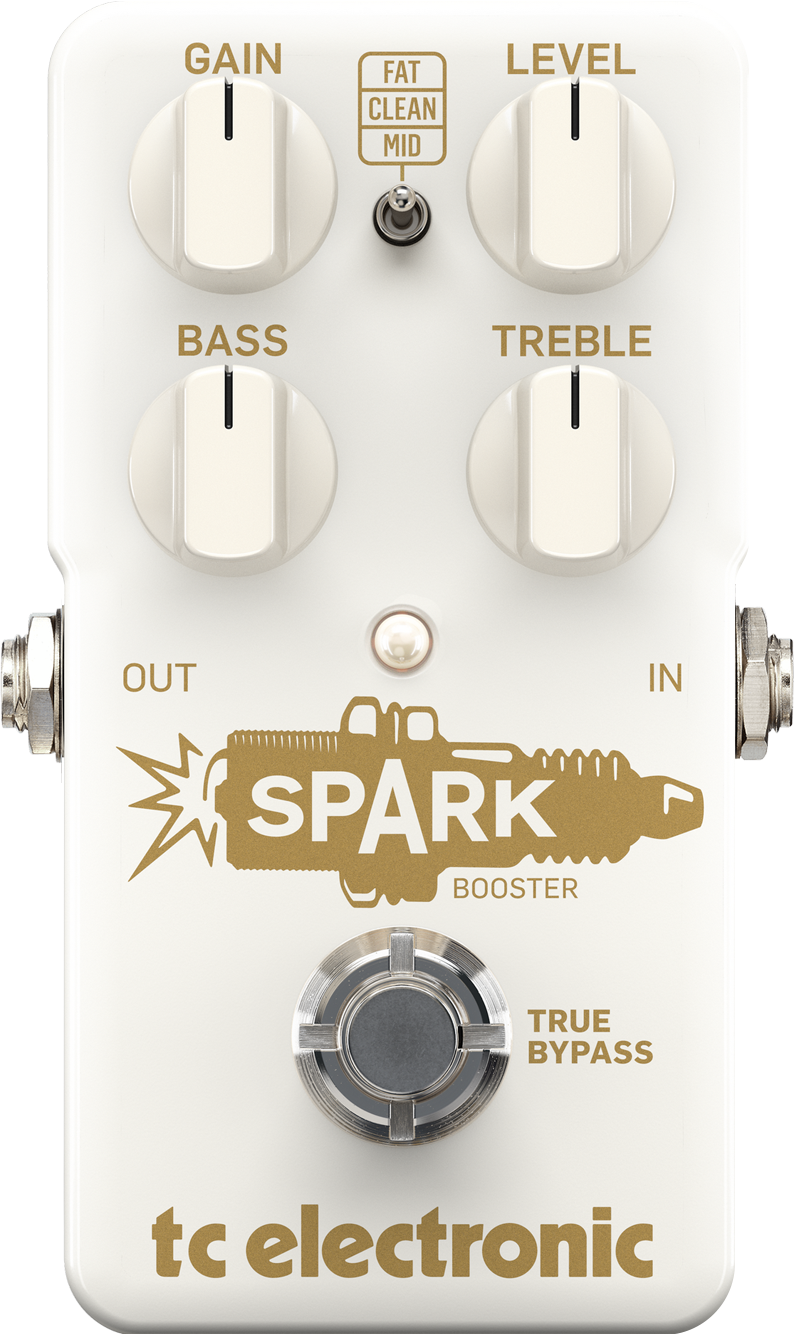 GAIN
FAT
CLEAN
MID
LEVEL
BASS
TREBLE
OUT
IN
SPARK
BOOSTER
TRUE
BYPASS
tc electronic